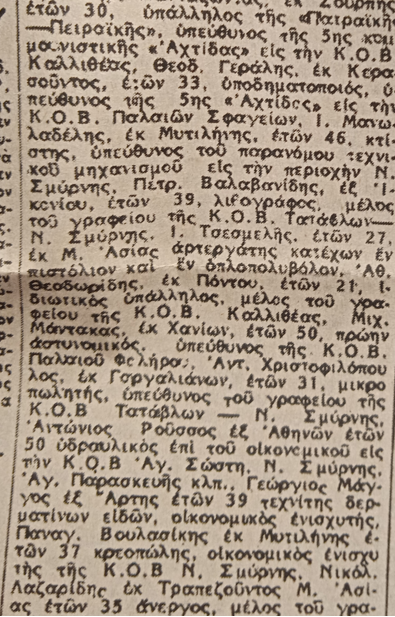 ἐτῶν 30, ὑπάλληλος τῆς «Πατραϊκῆς
—Πειραϊκῆς», ὑπεύθυνος τῆς 5ης κομ
μουνιστικῆς «Ἀχτίδας» εἰς τὴν Κ.Ο.Β
Καλλιθέας, Θεοδ. Γεράλης, ἐκ Κερα
σοῦντος, ἐτῶν 33, ὑποδηματοποιός, ὑ
πεύθυνος τῆς 5ης «Ἀχτίδος» εἰς τὴν
Κ.Ο.Β. Παλαιῶν Σφαγείων, Ι. Μανω
λαδέλης, ἐκ Μυτιλήνης, ἐτῶν 46, κτί
στης, ὑπεύθυνος τοῦ παρανόμου τεχνι
κοῦ μηχανισμοῦ εἰς τὴν περιοχὴν Ν.
Σμύρνης, Πέτρ. Βαλαβανίδης, ἐξ Ἰ-
κονίου, ἐτῶν 39, λιθογράφος, μέλος
τοῦ γραφείου τῆς Κ.Ο.Β. Τατάβλων—
Ν. Σμύρνης, Ι. Τσεσμελῆς, ἐτῶν 27,
ἐκ Μ. Ἀσίας ἀρτεργάτης κατέχων ἓν
πιστόλιον καὶ ἓν ὁπλοπολυβόλον, Ἀθ.
Θεοδωρίδης, ἐκ Πόντου, ἐτῶν 21, ἰ-
διωτικὸς ὑπάλληλος, μέλος τοῦ γρα-
φείου τῆς Κ.Ο.Β. Καλλιθέας, Μιχ.
Μάντακας, ἐκ Χανίων, ἐτῶν 50, πρώην
ἀστυνομικός, ὑπεύθυνος τῆς Κ.Ο.Β.
Παλαιοῦ Φαλήρου, Ἀντ. Χριστοφιλόπου
λος, ἐκ Γαργαλιάνων, ἐτῶν 31, μικρο
πωλητής, ὑπεύθυνος τοῦ γραφείου τῆς
Κ.Ο.Β Τατάβλων — Ν. Σμύρνης,
Ἀντώνιος Ροῦσσος ἐξ Ἀθηνῶν ἐτῶν
50 ὑδραυλικὸς ἐπὶ τοῦ οἰκονομικοῦ εἰς
τὴν Κ.Ο.Β Ἁγ. Σώστη, Ν. Σμύρνης,
Ἁγ. Παρασκευῆς κλπ., Γεώργιος Μάγ-
γος ἐξ Ἄρτης ἐτῶν 39 τεχνίτης δερ-
ματίνων εἰδῶν, οἰκονομικὸς ἐνισχυτής,
Παναγ. Βουλασίκης ἐκ Μυτιλήνης ἐ-
τῶν 37 κρεοπώλης, οἰκονομικὸς ἐνισχυ
τὴς τῆς Κ.Ο.Β Ν. Σμύρνης, Νικόλ.
Λαζαρίδης ἐκ Τραπεζοῦντος Μ. Ἀσί-
ας ἐτῶν 35 ἄνεργος, μέλος τοῦ γρα-